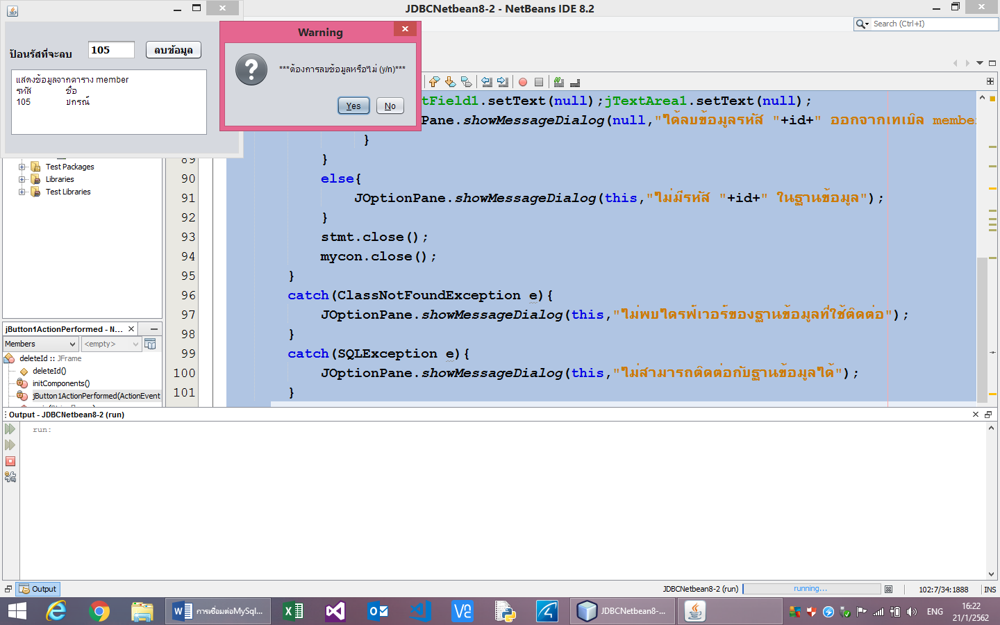 JDBCNetbean8-2 - NetBeans IDE 8.2
Search (Ctrl+I)
ป้อนรัสที่จะลบ 105 ลบข้อมูล
แสดงข้อมูลจากตาราง member
รหัส ชื่อ
105 ปกรณ์
Warning
***ต้องการลบข้อมูลหรือไม่ (y/n)***
Yes No
tField1.setText(null);jTextArea1.setText(null);
Pane.showMessageDialog(null,"ได้ลบข้อมูลรหัส "+id+" ออกจากเทเบิล membe
}
89 }
90 else{
91 JOptionPane.showMessageDialog(this,"ไม่มีรหัส "+id+" ในฐานข้อมูล");
92 }
93 stmt.close();
94 mycon.close();
95 }
96 catch(ClassNotFoundException e){
97 JOptionPane.showMessageDialog(this,"ไม่พบไดรฟ์เวอร์ของฐานข้อมูลที่ใช้ติดต่อ");
98 }
99 catch(SQLException e){
100 JOptionPane.showMessageDialog(this,"ไม่สามารถติดต่อกับฐานข้อมูลได้");
101 }
Test Packages
Libraries
Test Libraries
jButton1ActionPerformed - N...
Members <empty>
deleteId :: JFrame
deleteId()
initComponents()
jButton1ActionPerformed(ActionEvent
Output - JDBCNetbean8-2 (run)
run:
Output
JDBCNetbean8-2 (run) running... 102:7/34:1888 INS
การเชื่อมต่อMySql...
JDBCNetbean8-...
ENG
16:22
21/1/2562